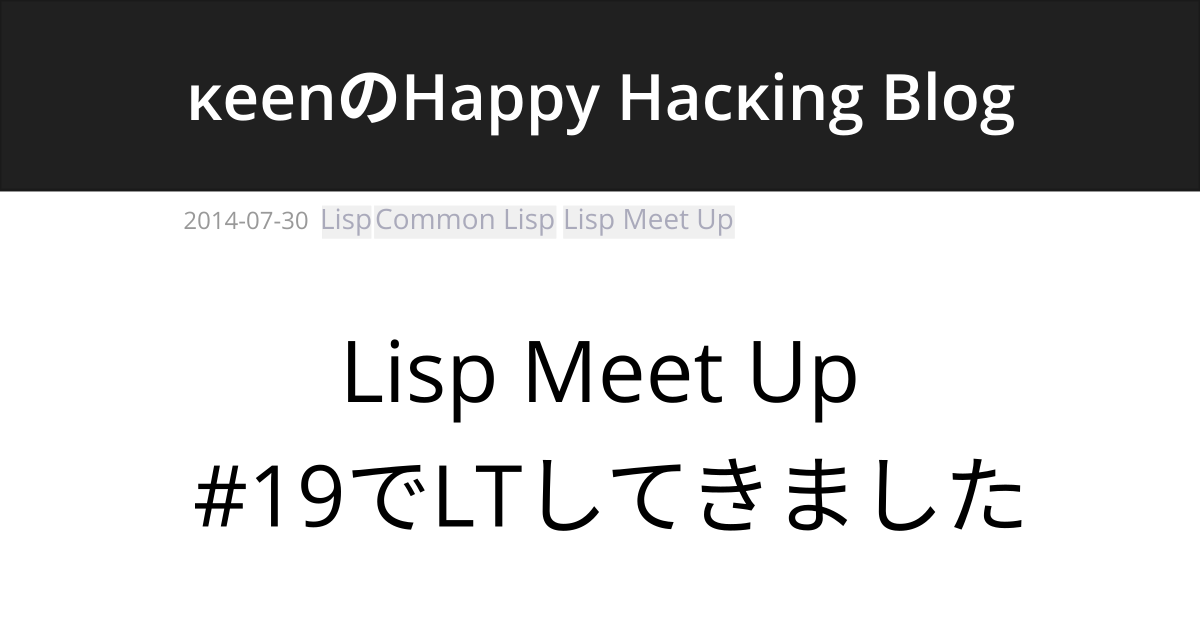 κeenのHappy Hacκing Blog
2014-07-30 Lisp Common Lisp Lisp Meet Up
Lisp Meet Up
#19でLTしてきました